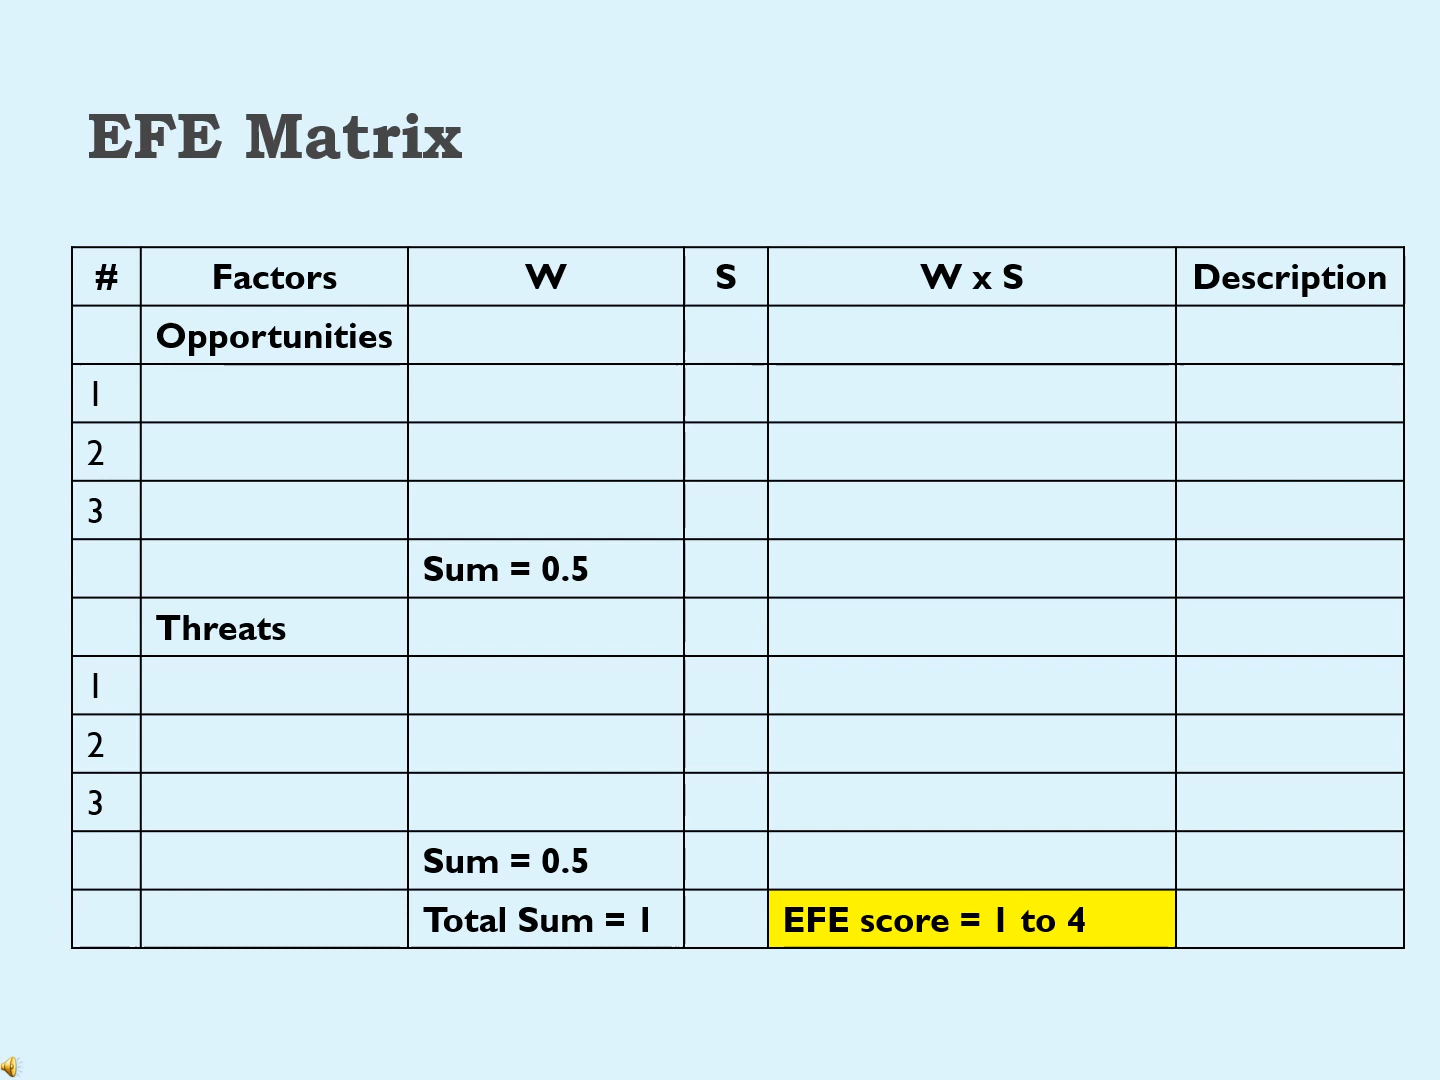 EFE Matrix
# Factors W S W x S Description
Opportunities
1
2
3
Sum = 0.5
Threats
1
2
3
Sum = 0.5
Total Sum = 1 EFE score = 1 to 4